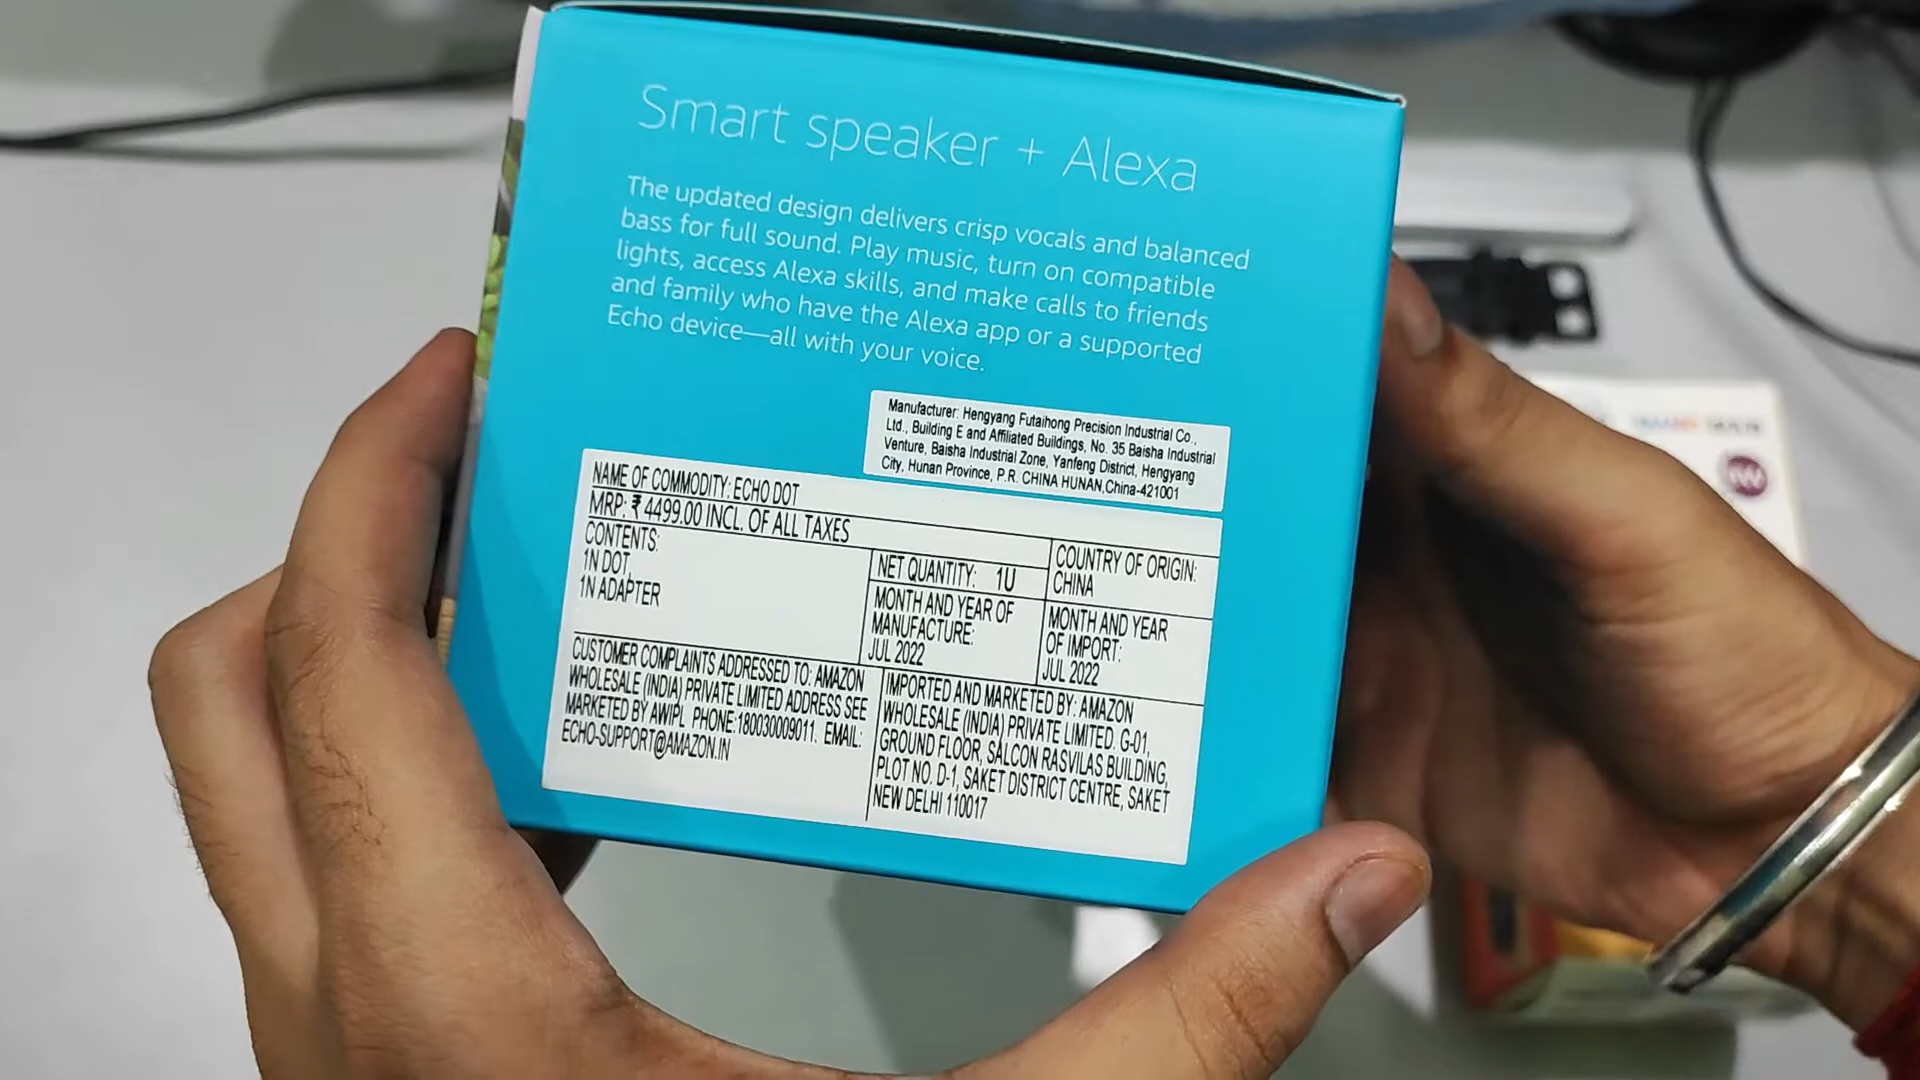 Smart speaker + Alexa
The updated design delivers crisp vocals and balanced
bass for full sound. Play music, turn on compatible
lights, access Alexa skills, and make calls to friends
and family who have the Alexa app or a supported
Echo device—all with your voice.
Manufacturer: Hengyang Futaihong Precision Industrial Co.,
Ltd., Building E and Affiliated Buildings, No. 35 Baisha Industrial
Venture, Baisha Industrial Zone, Yanfeng District, Hengyang
City, Hunan Province, P.R. CHINA HUNAN,China-421001
NAME OF COMMODITY: ECHO DOT
MRP: ₹ 4499.00 INCL. OF ALL TAXES
CONTENTS:
1N DOT,
1N ADAPTER
NET QUANTITY: 1U
COUNTRY OF ORIGIN:
CHINA
MONTH AND YEAR OF
MANUFACTURE:
JUL 2022
MONTH AND YEAR
OF IMPORT:
JUL 2022
CUSTOMER COMPLAINTS ADDRESSED TO: AMAZON
WHOLESALE (INDIA) PRIVATE LIMITED ADDRESS SEE
MARKETED BY AWIPL PHONE:180030009011. EMAIL:
ECHO-SUPPORT@AMAZON.IN
IMPORTED AND MARKETED BY: AMAZON
WHOLESALE (INDIA) PRIVATE LIMITED. G-01,
GROUND FLOOR, SALCON RASVILAS BUILDING,
PLOT NO. D-1, SAKET DISTRICT CENTRE, SAKET
NEW DELHI 110017